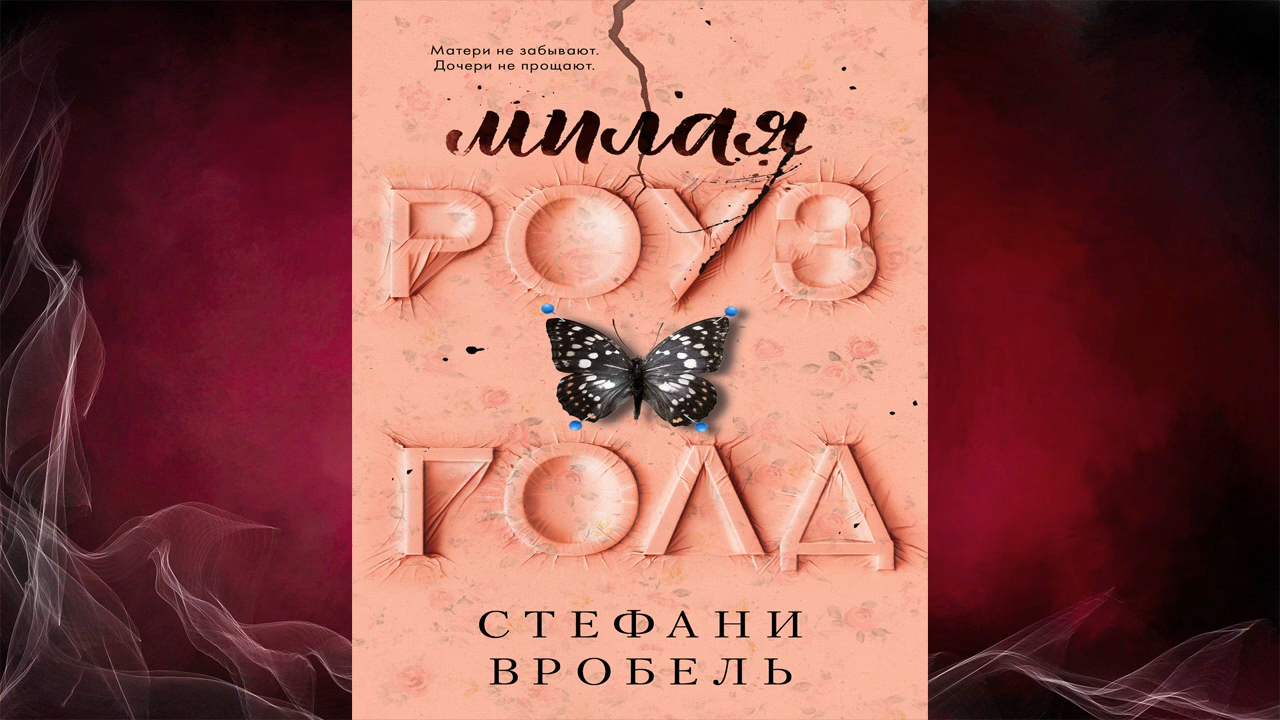 Матери не забывают.
Дочери не прощают.
милая
РОУЗ
ГОЛД
СТЕФАНИ
ВРОБЕЛЬ